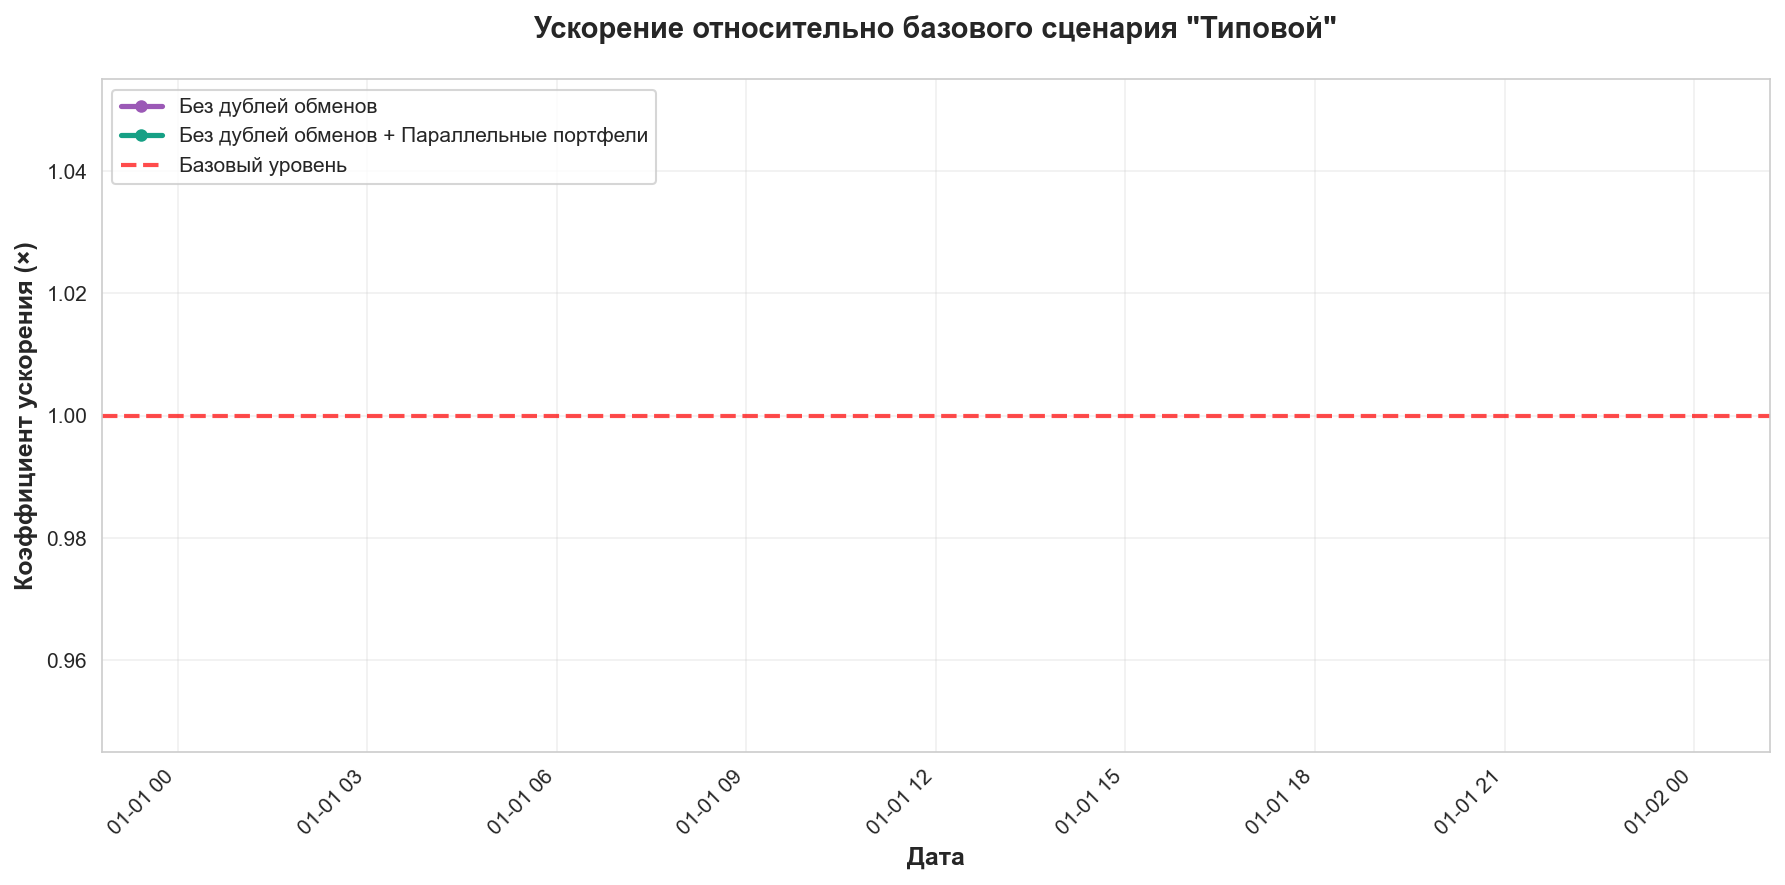 Ускорение относительно базового сценария "Типовой"
Без дублей обменов
Без дублей обменов + Параллельные портфели
Базовый уровень
Коэффициент ускорения (×)
1.04
1.02
1.00
0.98
0.96
01-01 00
01-01 03
01-01 06
01-01 09
01-01 12
01-01 15
01-01 18
01-01 21
01-02 00
Дата